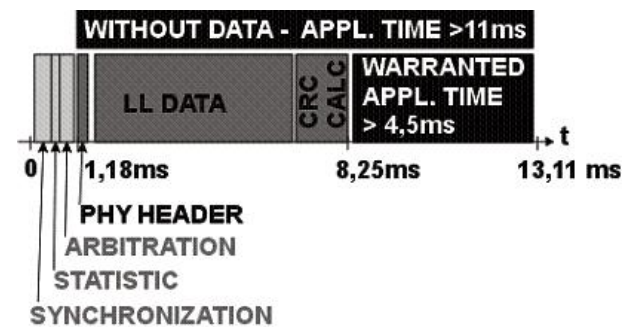 WITHOUT DATA - APPL. TIME >11ms
LL DATA
CRC
CALC
WARRANTED
APPL. TIME
> 4,5ms
t
0
1,18ms
8,25ms
13,11 ms
PHY HEADER
ARBITRATION
STATISTIC
SYNCHRONIZATION